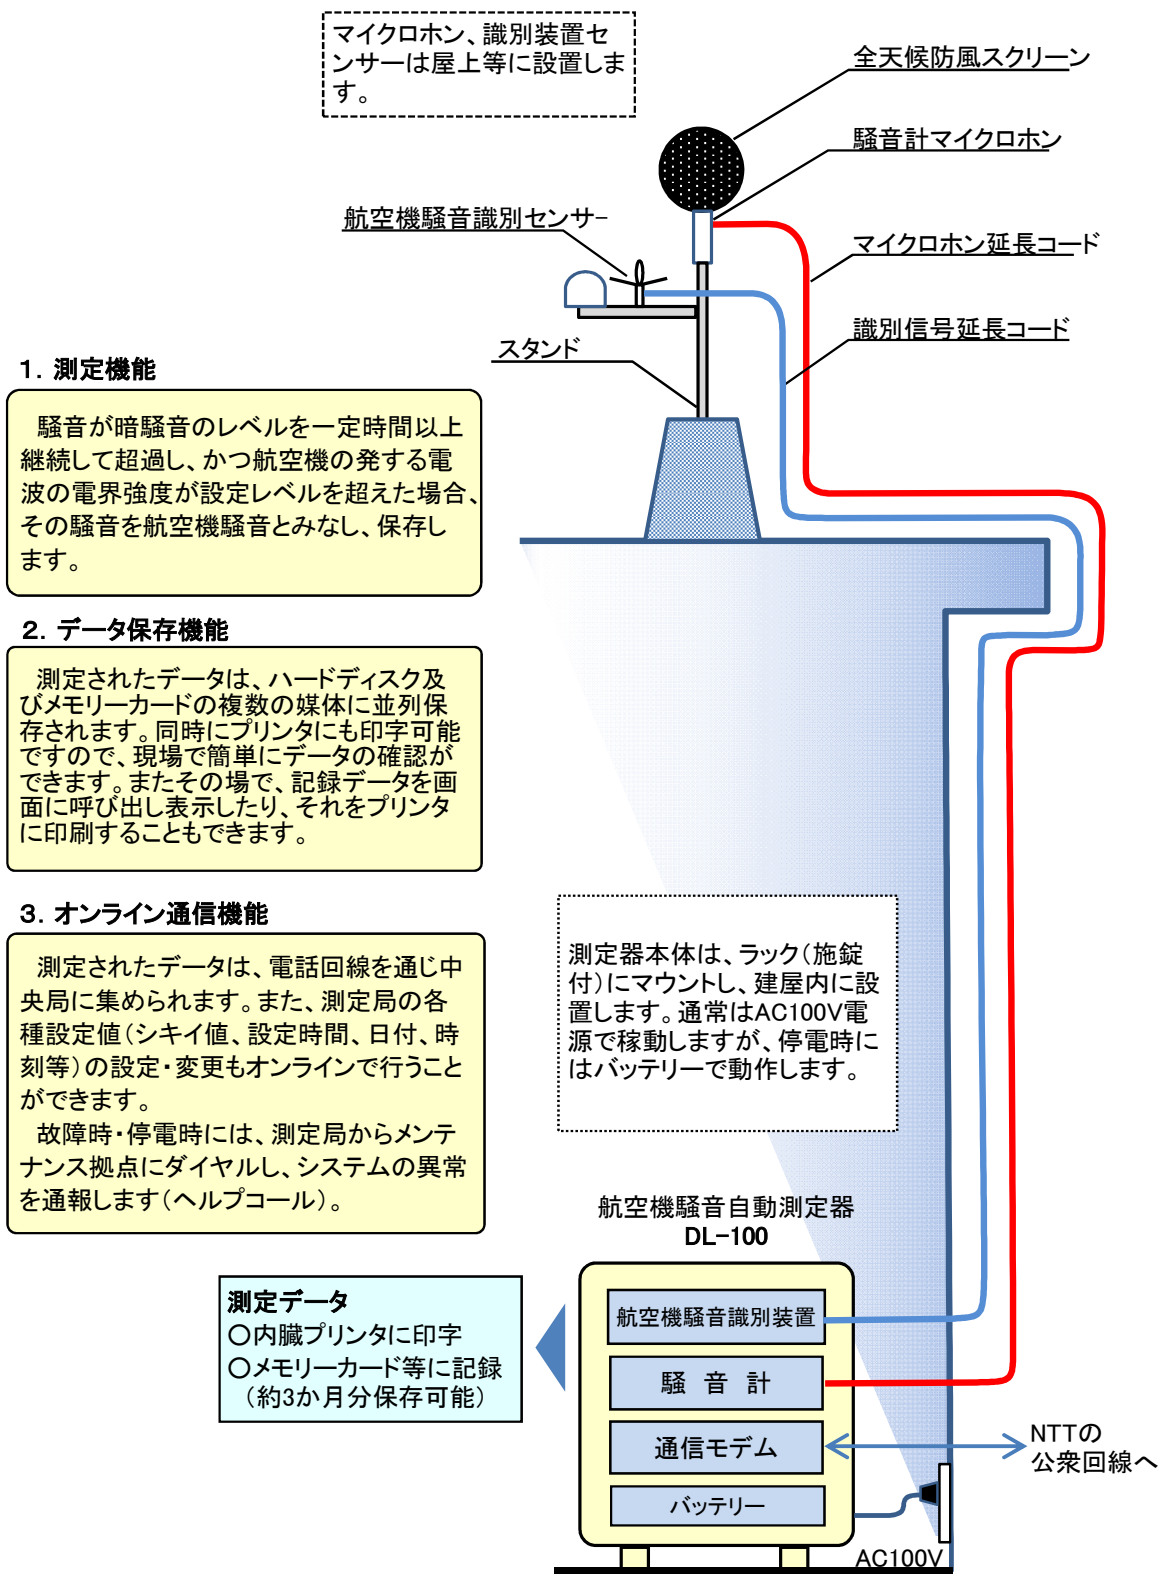 マイクロホン、識別装置セ
ンサーは屋上等に設置しま
す。
全天候防風スクリーン
騒音計マイクロホン
航空機騒音識別センサー
マイクロホン延長コード
識別信号延長コード
スタンド
1．測定機能
騒音が暗騒音のレベルを一定時間以上
継続して超過し、かつ航空機の発する電
波の電界強度が設定レベルを超えた場合、
その騒音を航空機騒音とみなし、保存し
ます。
2．データ保存機能
測定されたデータは、ハードディスク及
びメモリーカードの複数の媒体に並列保
存されます。同時にプリンタにも印字可能
ですので、現場で簡単にデータの確認が
できます。またその場で、記録データを画
面に呼び出し表示したり、それをプリンタ
に印刷することもできます。
3．オンライン通信機能
測定されたデータは、電話回線を通じ中
央局に集められます。また、測定局の各
種設定値（シキイ値、設定時間、日付、時
刻等）の設定・変更もオンラインで行うこと
ができます。
故障時・停電時には、測定局からメンテ
ナンス拠点にダイヤルし、システムの異常
を通報します（ヘルプコール）。
測定器本体は、ラック（施錠
付）にマウントし、建屋内に設
置します。通常はAC100V電
源で稼動しますが、停電時に
はバッテリーで動作します。
航空機騒音自動測定器
DL-100
測定データ
○内臓プリンタに印字
○メモリーカード等に記録
（約3か月分保存可能）
航空機騒音識別装置
騒 音 計
通信モデム
バッテリー
NTTの
公衆回線へ
AC100V